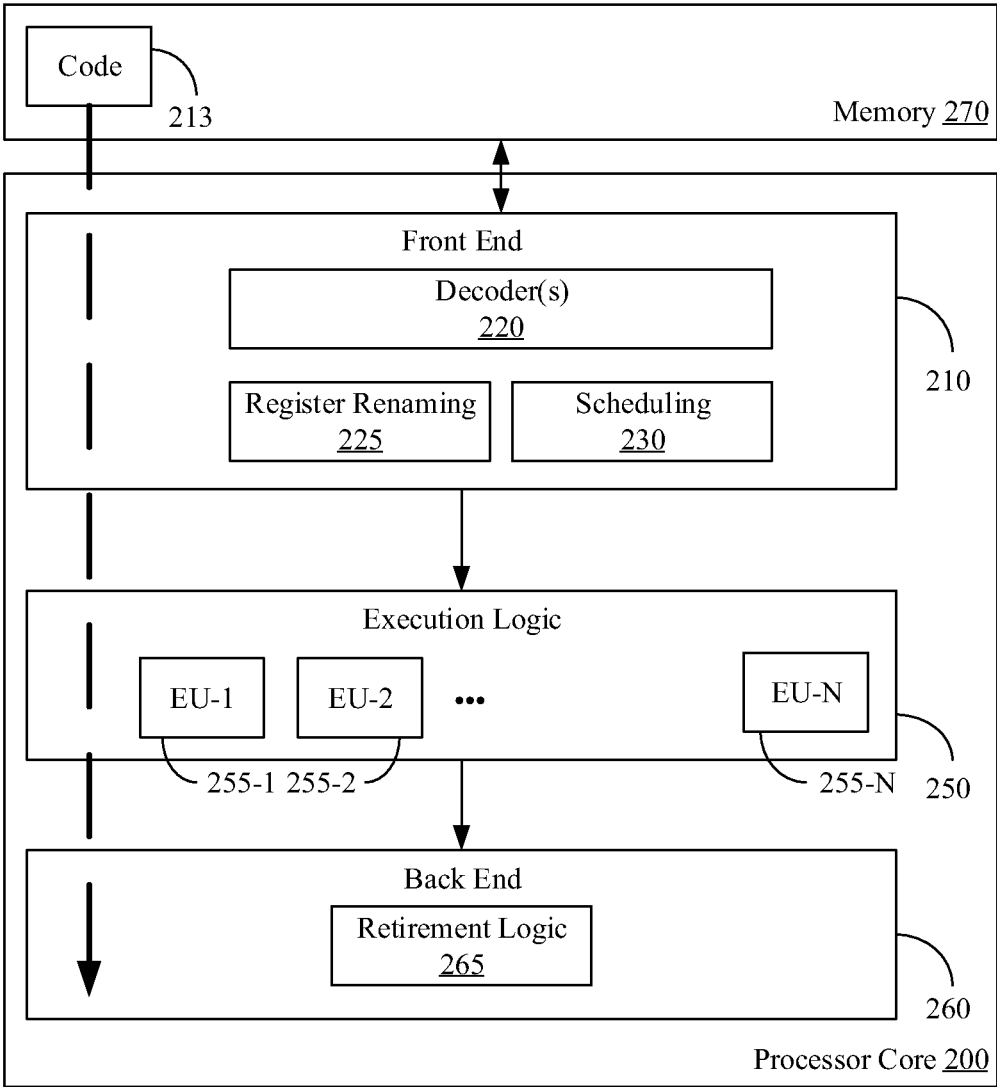 Code
213
Memory 270
Front End
Decoder(s)
220
210
Register Renaming
225
Scheduling
230
Execution Logic
EU-1
EU-2
•••
EU-N
255-1
255-2
255-N
250
Back End
Retirement Logic
265
260
Processor Core 200